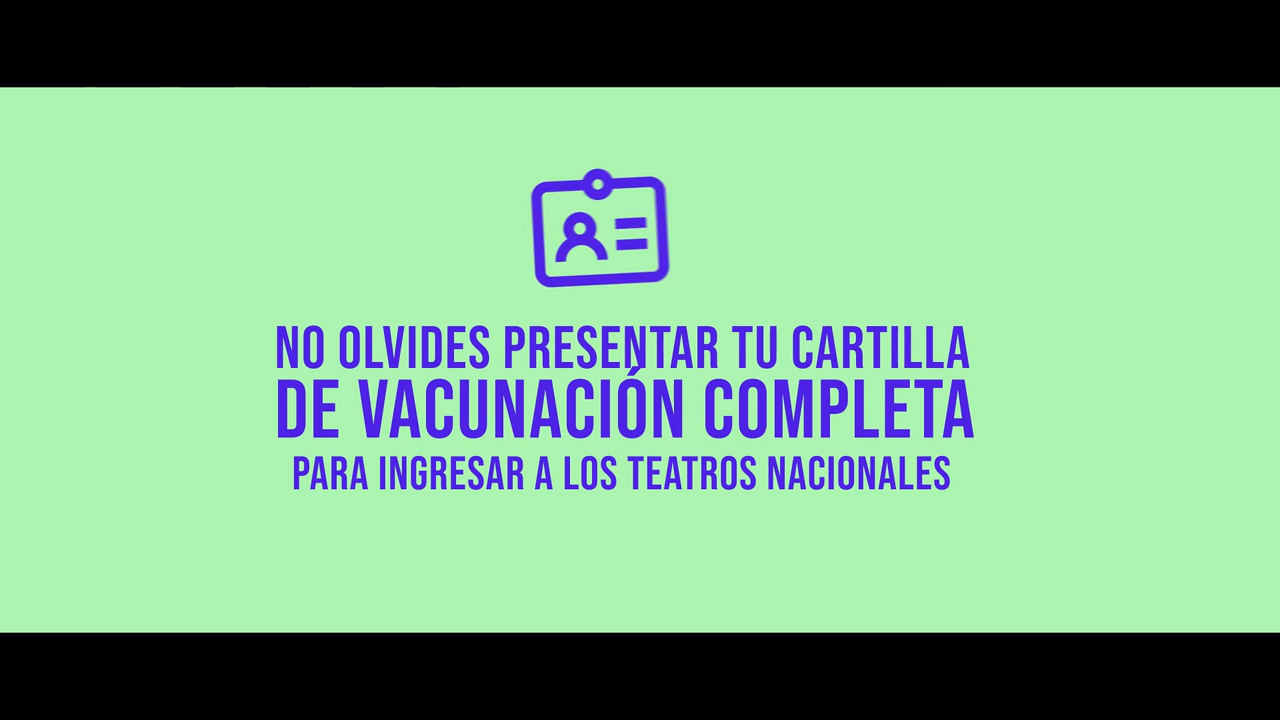 NO OLVIDES PRESENTAR TU CARTILLA
DE VACUNACIÓN COMPLETA
PARA INGRESAR A LOS TEATROS NACIONALES